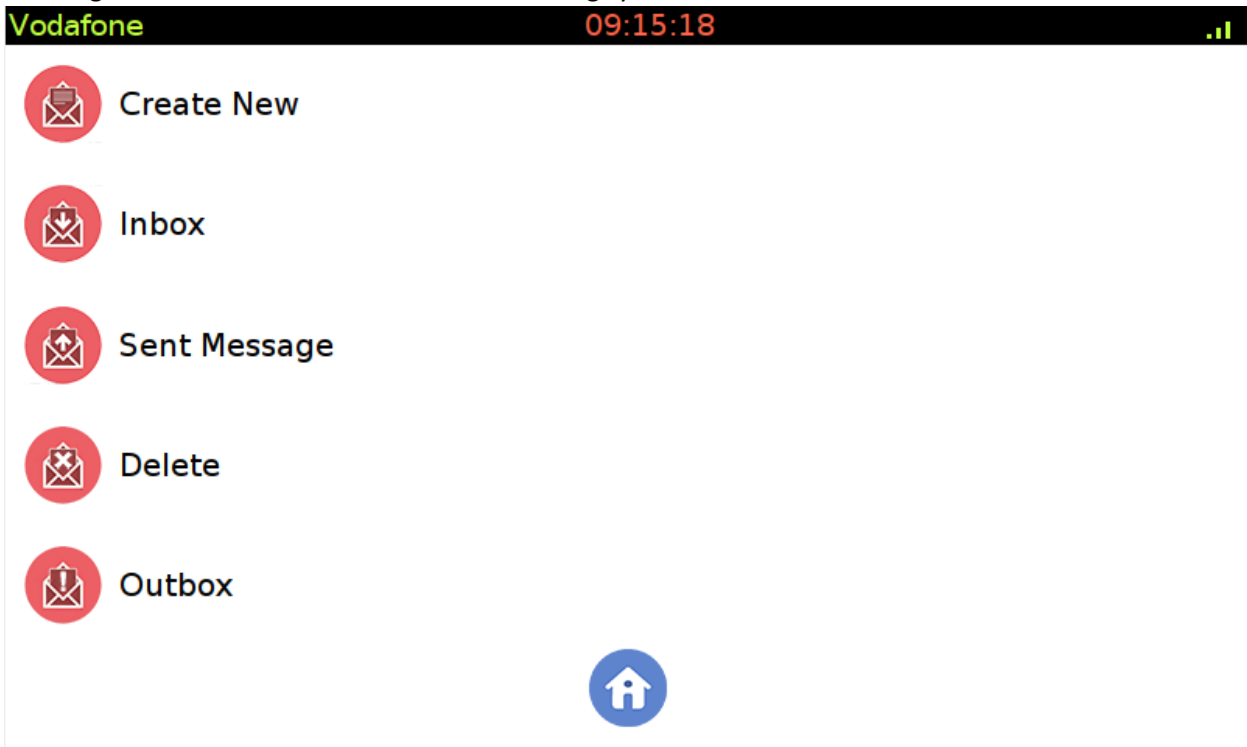 Vodafone 09:15:18
Create New
Inbox
Sent Message
Delete
Outbox